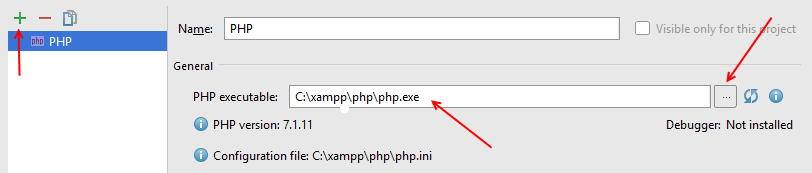 Name: PHP Visible only for this project
php PHP
General
PHP executable: C:\xampp\php\php.exe ...
PHP version: 7.1.11 Debugger: Not installed
Configuration file: C:\xampp\php\php.ini